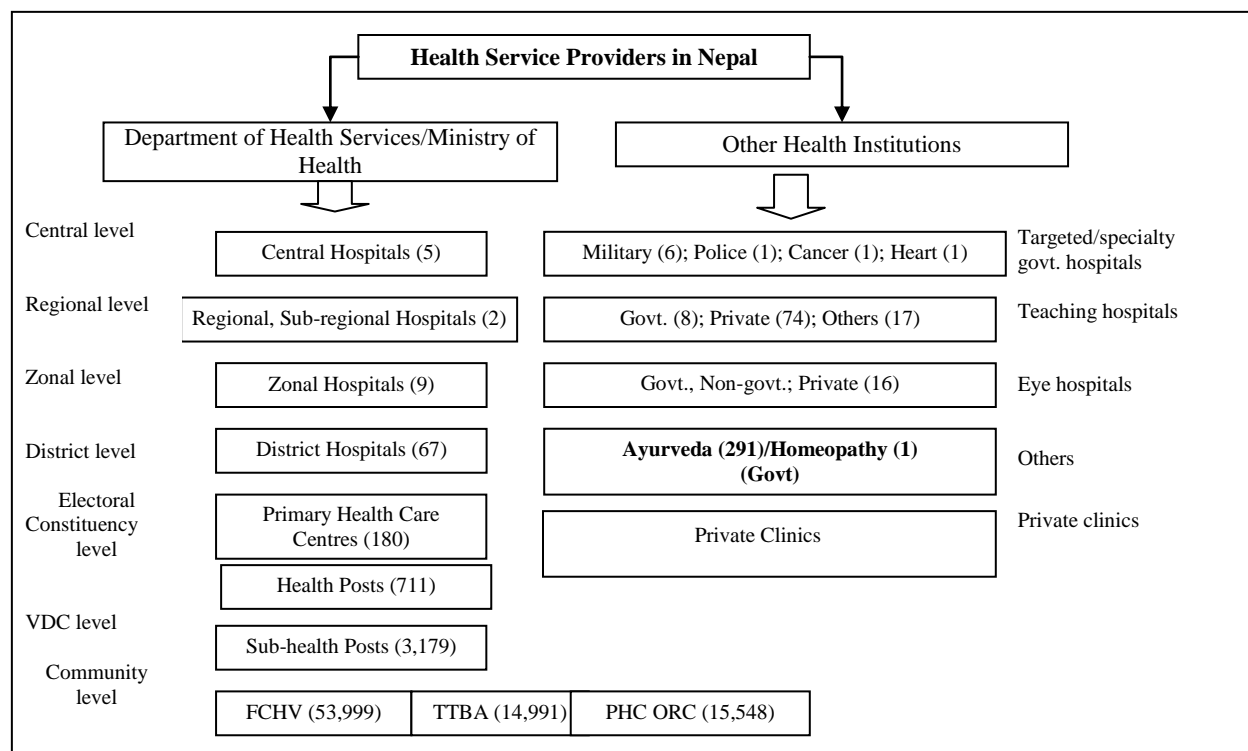 Health Service Providers in Nepal
Department of Health Services/Ministry of
Health
Other Health Institutions
Central level
Central Hospitals (5)
Military (6); Police (1); Cancer (1); Heart (1)
Targeted/specialty
govt. hospitals
Regional level
Regional, Sub-regional Hospitals (2)
Govt. (8); Private (74); Others (17)
Teaching hospitals
Zonal level
Zonal Hospitals (9)
Govt., Non-govt.; Private (16)
Eye hospitals
District level
District Hospitals (67)
Ayurveda (291)/Homeopathy (1)
(Govt)
Others
Electoral
Constituency
level
Primary Health Care
Centres (180)
Private Clinics
Private clinics
Health Posts (711)
VDC level
Sub-health Posts (3,179)
Community
level
FCHV (53,999)
TTBA (14,991)
PHC ORC (15,548)